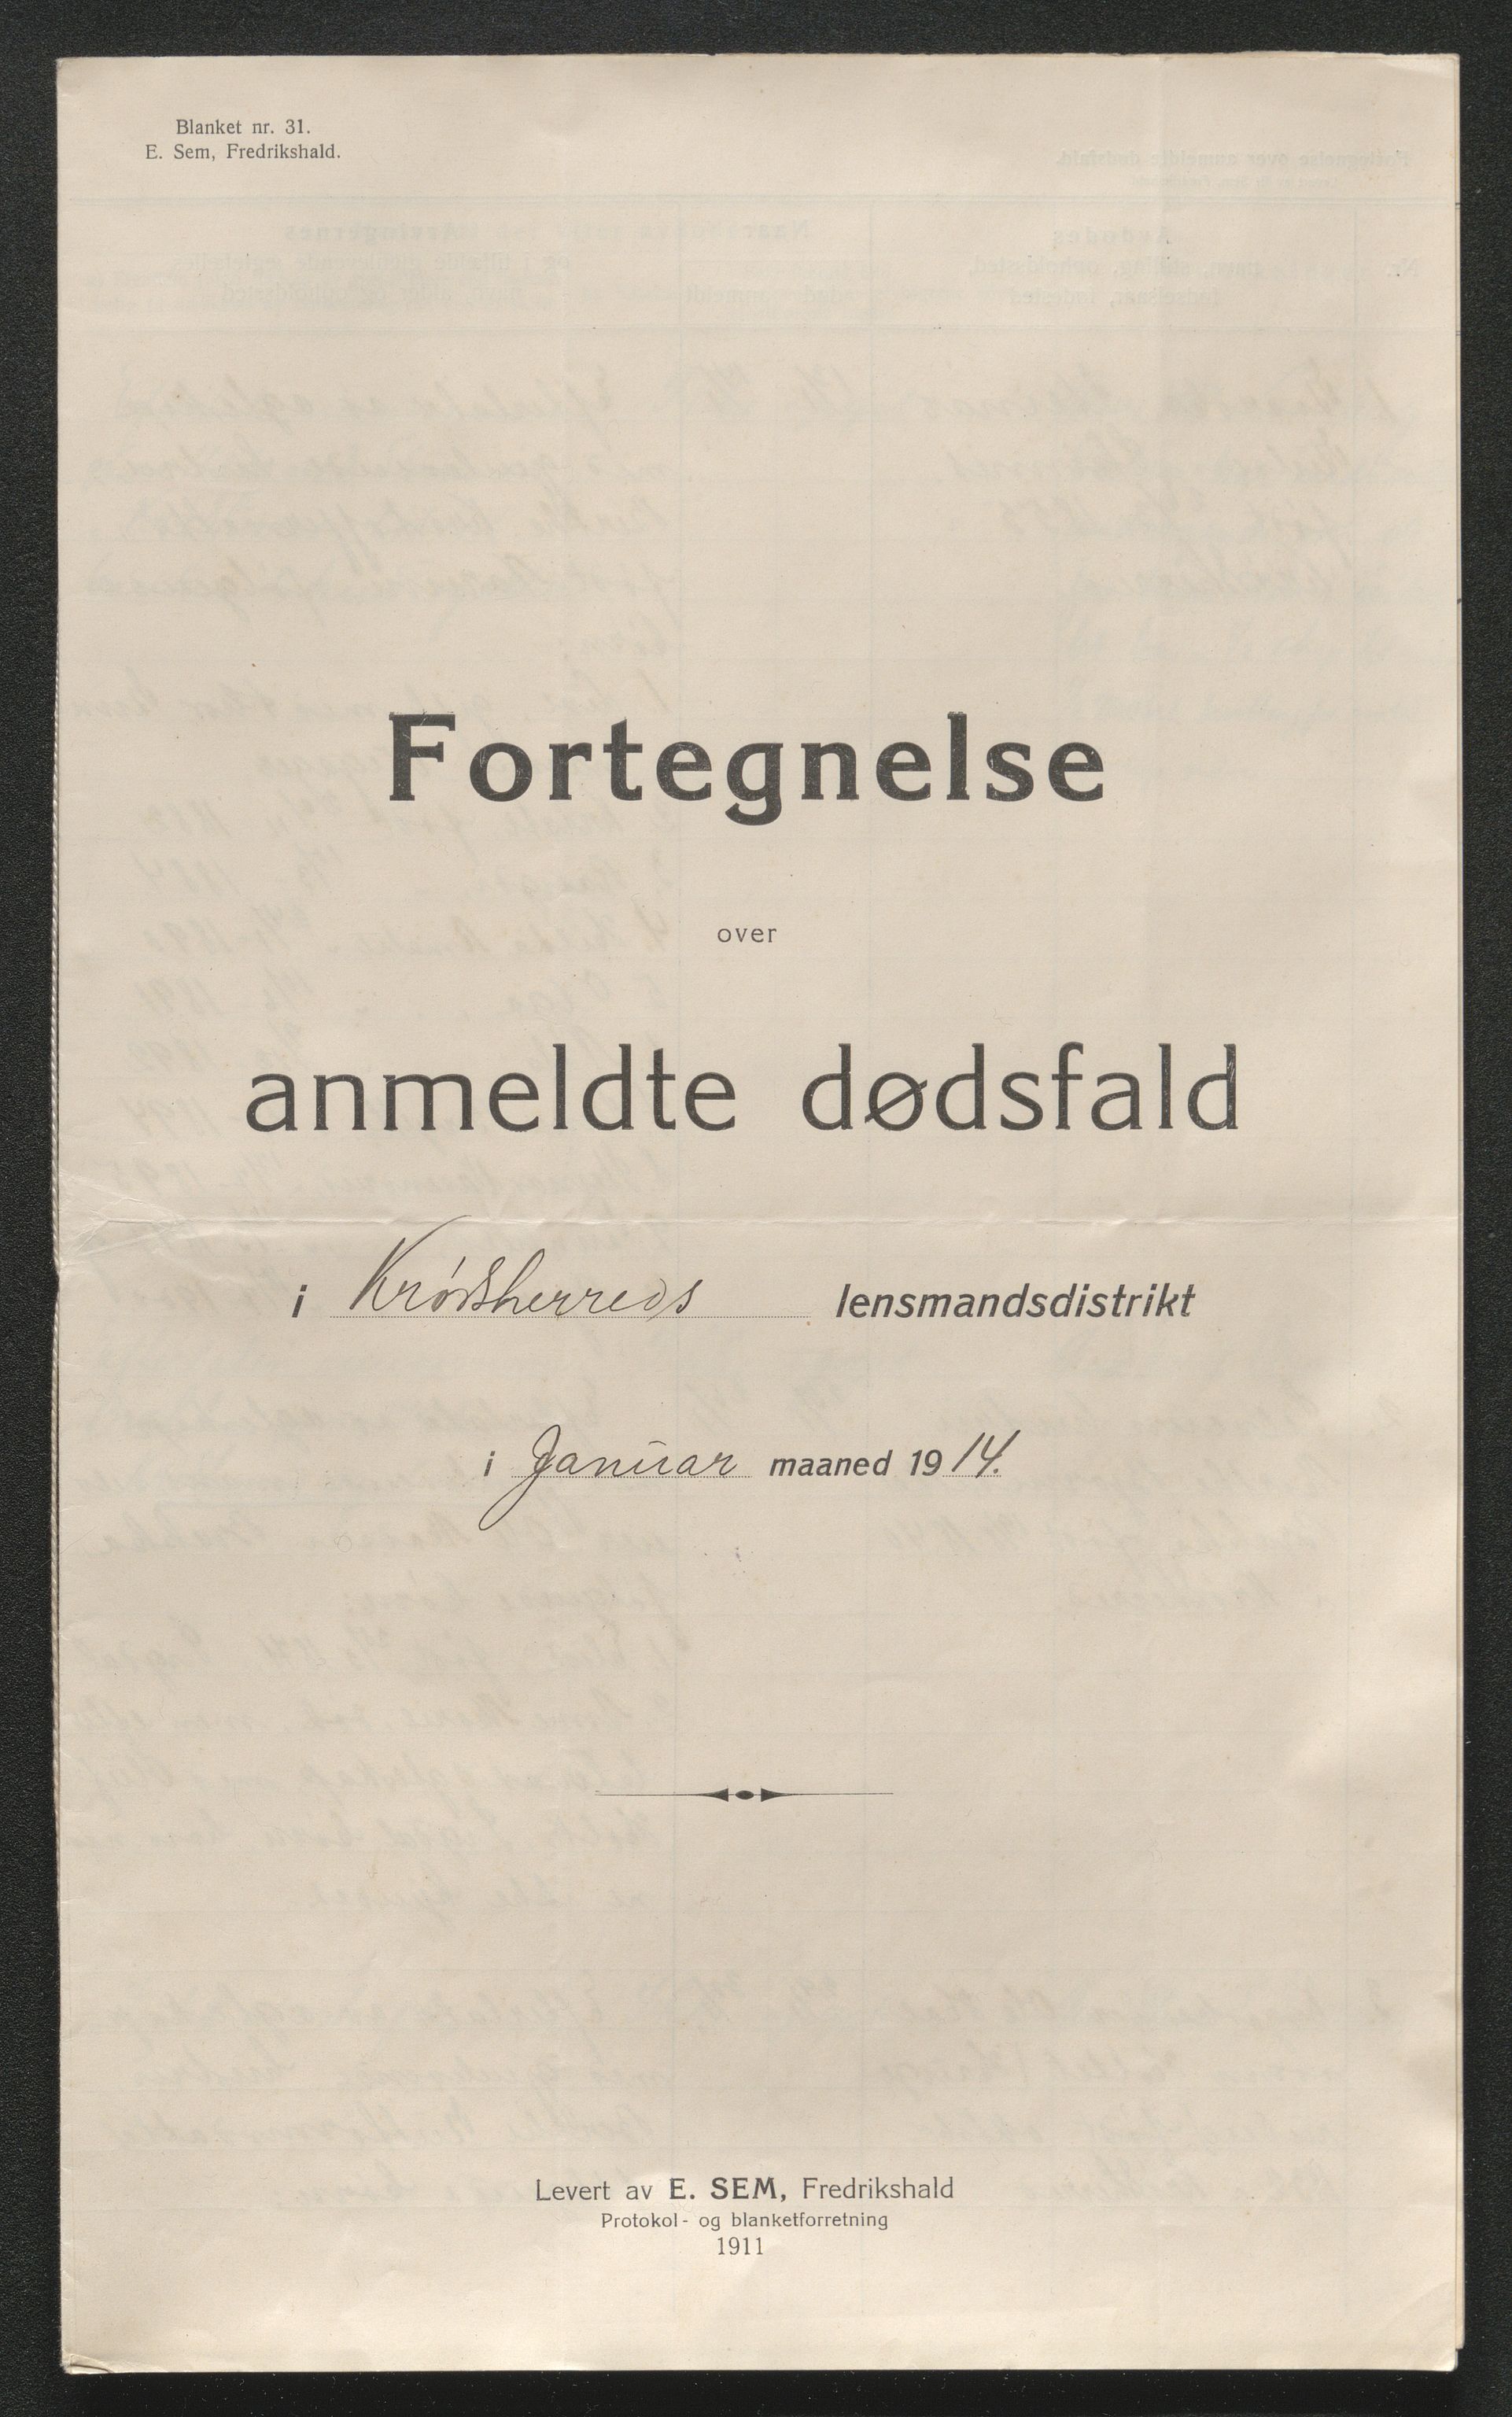 Blanket nr. 31.
E. Sem, Fredrikshald.
Fortegnelse
over
anmeldte dødsfald
i Krødsherreds lensmandsdistrikt
i Januar maaned 1914.
Levert av E. SEM, Fredrikshald
Protokol- og blanketforretning
1911